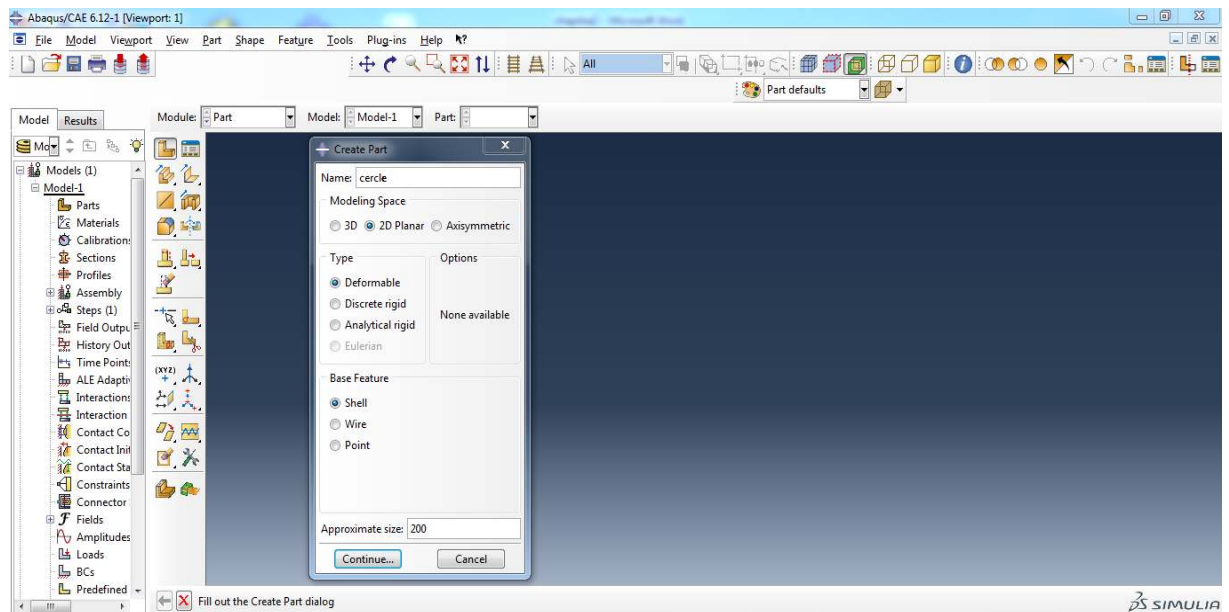 Abaqus/CAE 6.12-1 [Viewport: 1]
File Model Viewport View Part Shape Feature Tools Plug-ins Help
All
Part defaults
Model Results
Module: Part Model: Model-1 Part:
Models (1)
Model-1
Parts
Materials
Calibrations
Sections
Profiles
Assembly
Steps (1)
Field Outpu
History Out
Time Points
ALE Adaptiv
Interactions
Interaction
Contact Co
Contact Init
Contact Sta
Constraints
Connector
Fields
Amplitudes
Loads
BCs
Predefined
(XYZ)
Create Part
Name: cercle
Modeling Space
3D 2D Planar Axisymmetric
Type
Deformable
Discrete rigid
Analytical rigid
Eulerian
Options
None available
Base Feature
Shell
Wire
Point
Approximate size: 200
Continue... Cancel
Fill out the Create Part dialog
SIMULIA